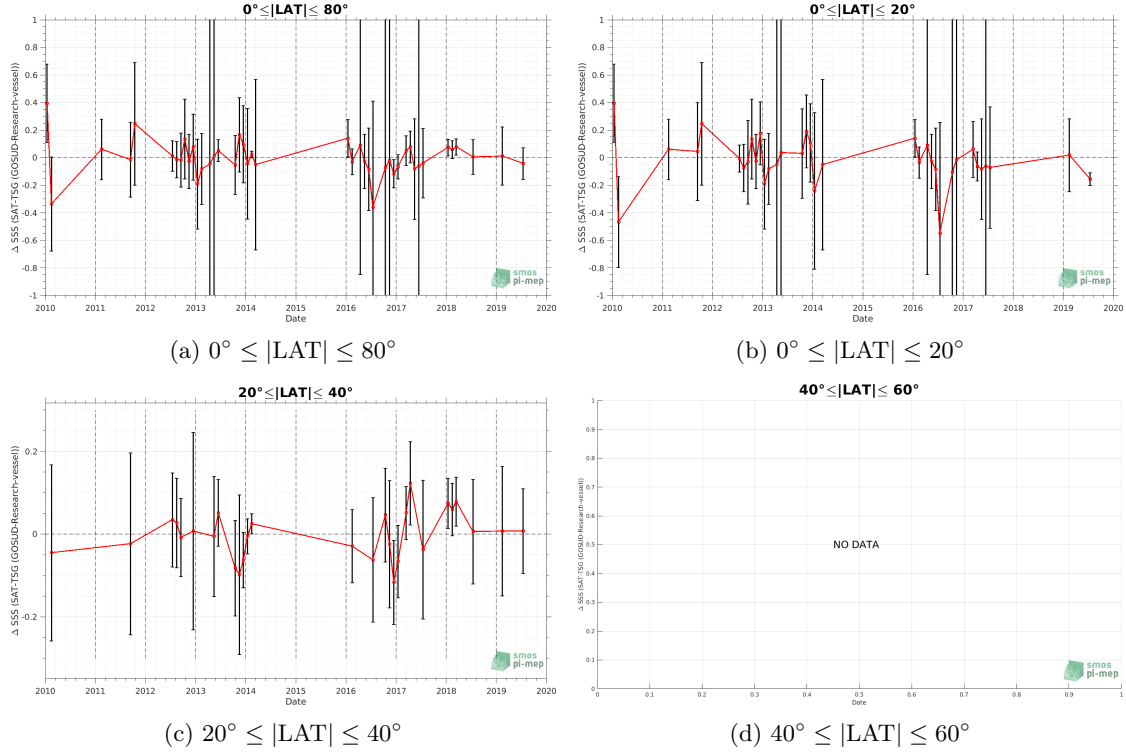 0°≤|LAT|≤ 80°
Δ SSS (SAT-TSG (GOSUD-Research-vessel))
1
0.8
0.6
0.4
0.2
0
-0.2
-0.4
-0.6
-0.8
-1
2010 2011 2012 2013 2014 2015 2016 2017 2018 2019 2020
Date
smos
pi-mep
(a) 0° ≤ |LAT| ≤ 80°
0°≤|LAT|≤ 20°
Δ SSS (SAT-TSG (GOSUD-Research-vessel))
1
0.8
0.6
0.4
0.2
0
-0.2
-0.4
-0.6
-0.8
-1
2010 2011 2012 2013 2014 2015 2016 2017 2018 2019 2020
Date
smos
pi-mep
(b) 0° ≤ |LAT| ≤ 20°
20°≤|LAT|≤ 40°
Δ SSS (SAT-TSG (GOSUD-Research-vessel))
0.2
0
-0.2
2010 2011 2012 2013 2014 2015 2016 2017 2018 2019 2020
Date
smos
pi-mep
(c) 20° ≤ |LAT| ≤ 40°
40°≤|LAT|≤ 60°
Δ SSS (SAT-TSG (GOSUD-Research-vessel))
1
0.9
0.8
0.7
0.6
0.5
0.4
0.3
0.2
0.1
0
NO DATA
0 0.1 0.2 0.3 0.4 0.5 0.6 0.7 0.8 0.9 1
Date
smos
pi-mep
(d) 40° ≤ |LAT| ≤ 60°